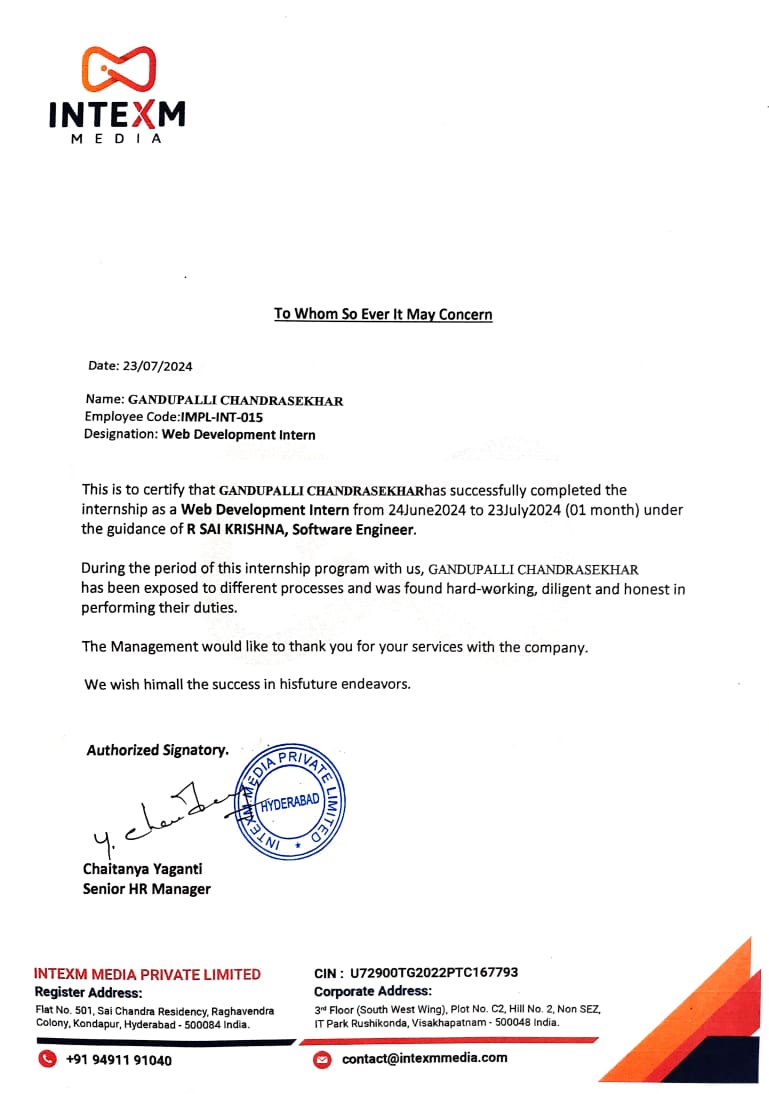 INTEXM
MEDIA
To Whom So Ever It May Concern
Date: 23/07/2024
Name: GANDUPALLI CHANDRASEKHAR
Employee Code:IMPL-INT-015
Designation: Web Development Intern
This is to certify that GANDUPALLI CHANDRASEKHARhas successfully completed the
internship as a Web Development Intern from 24June2024 to 23July2024 (01 month) under
the guidance of R SAI KRISHNA, Software Engineer.
During the period of this internship program with us, GANDUPALLI CHANDRASEKHAR
has been exposed to different processes and was found hard-working, diligent and honest in
performing their duties.
The Management would like to thank you for your services with the company.
We wish himall the success in hisfuture endeavors.
Authorized Signatory.
INTEXM MEDIA PRIVATE LIMITED
HYDERABAD
Chaitanya Yaganti
Senior HR Manager
INTEXM MEDIA PRIVATE LIMITED
Register Address:
Flat No. 501, Sai Chandra Residency, Raghavendra
Colony, Kondapur, Hyderabad - 500084 India.
+91 94911 91040
CIN : U72900TG2022PTC167793
Corporate Address:
3rd Floor (South West Wing), Plot No. C2, Hill No. 2, Non SEZ,
IT Park Rushikonda, Visakhapatnam - 500048 India.
contact@intexmmedia.com